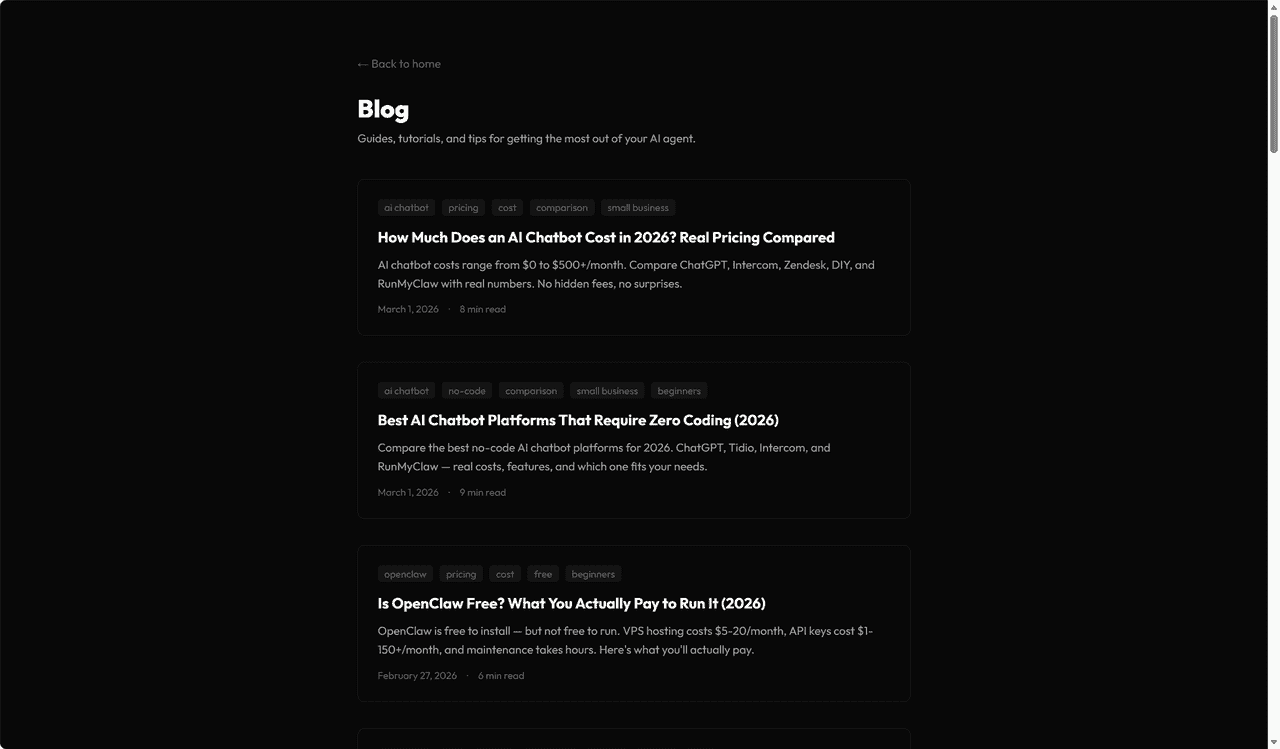 ← Back to home
Blog
Guides, tutorials, and tips for getting the most out of your AI agent.
ai chatbot pricing cost comparison small business
How Much Does an AI Chatbot Cost in 2026? Real Pricing Compared
AI chatbot costs range from $0 to $500+/month. Compare ChatGPT, Intercom, Zendesk, DIY, and
RunMyClaw with real numbers. No hidden fees, no surprises.
March 1, 2026 · 8 min read
ai chatbot no-code comparison small business beginners
Best AI Chatbot Platforms That Require Zero Coding (2026)
Compare the best no-code AI chatbot platforms for 2026. ChatGPT, Tidio, Intercom, and
RunMyClaw — real costs, features, and which one fits your needs.
March 1, 2026 · 9 min read
openclaw pricing cost free beginners
Is OpenClaw Free? What You Actually Pay to Run It (2026)
OpenClaw is free to install — but not free to run. VPS hosting costs $5-20/month, API keys cost $1-
150+/month, and maintenance takes hours. Here's what you'll actually pay.
February 27, 2026 · 6 min read